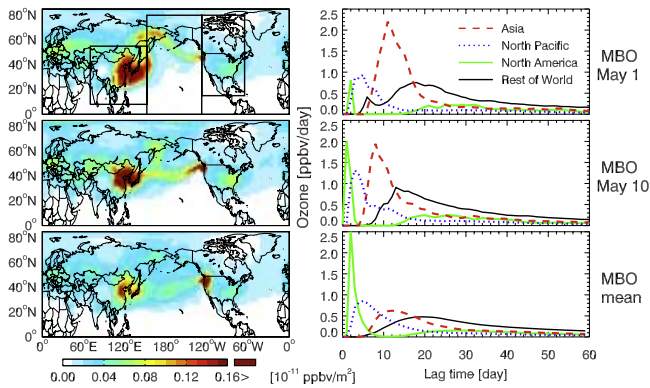 80°N
60°N
40°N
20°N
0°
80°N
60°N
40°N
20°N
0°
80°N
60°N
40°N
20°N
0°
0° 60°E 120°E 180° 120°W 60°W 0°
0.00 0.04 0.08 0.12 0.16> [10⁻¹¹ ppbv/m²]
Ozone [ppbv/day]
2.5
2.0
1.5
1.0
0.5
0.0
Asia
North Pacific
North America
Rest of World
MBO
May 1
2.5
2.0
1.5
1.0
0.5
0.0
MBO
May 10
2.5
2.0
1.5
1.0
0.5
0.0
MBO
mean
0 10 20 30 40 50 60
Lag time [day]